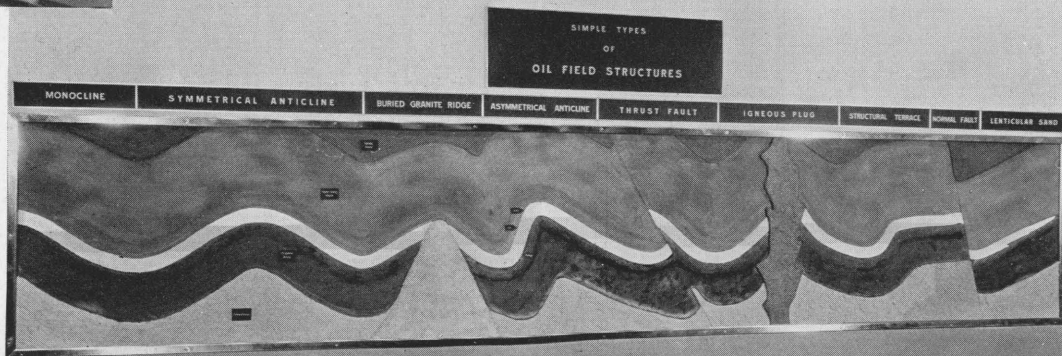 SIMPLE TYPES
OF
OIL FIELD STRUCTURES
MONOCLINE
SYMMETRICAL ANTICLINE
BURIED GRANITE RIDGE
ASYMMETRICAL ANTICLINE
THRUST FAULT
IGNEOUS PLUG
STRUCTURAL TERRACE
NORMAL FAULT
LENTICULAR SAND